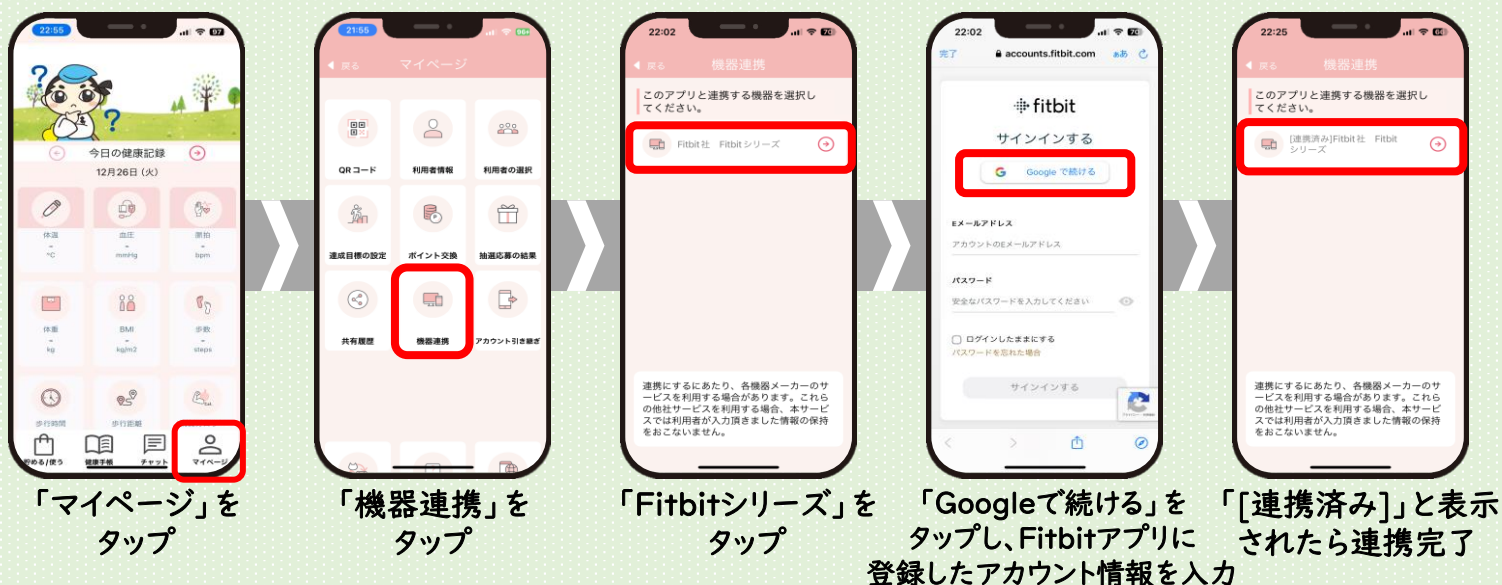 22:55
97
今日の健康記録
12月26日（火）
体温
-
℃
血圧
-
mmHg
脈拍
-
bpm
体重
-
kg
BMI
-
kg/m2
歩数
-
steps
歩行時間
歩行距離
貯める/使う
健康手帳
チャット
マイページ
「マイページ」を
タップ
21:55
戻る
マイページ
QRコード
利用者情報
利用者の選択
達成目標の設定
ポイント交換
抽選応募の結果
共有履歴
機器連携
アカウント引き継ぎ
「機器連携」を
タップ
22:02
戻る
機器連携
このアプリと連携する機器を選択し
てください。
Fitbit社 Fitbitシリーズ
連携にするにあたり、各機器メーカーのサ
ービスを利用する場合があります。これら
の他社サービスを利用する場合、本サービ
スでは利用者が入力頂きました情報の保持
をおこないません。
「Fitbitシリーズ」を
タップ
22:02
完了
accounts.fitbit.com
ああ
fitbit
サインインする
Google で続ける
Eメールアドレス
アカウントのEメールアドレス
パスワード
安全なパスワードを入力してください
ログインしたままにする
パスワードを忘れた場合
サインインする
「Googleで続ける」を
タップし、Fitbitアプリに
登録したアカウント情報を入力
22:25
戻る
機器連携
このアプリと連携する機器を選択し
てください。
[連携済み]Fitbit社 Fitbit
シリーズ
連携にするにあたり、各機器メーカーのサ
ービスを利用する場合があります。これら
の他社サービスを利用する場合、本サービ
スでは利用者が入力頂きました情報の保持
をおこないません。
「[連携済み]」と表示
されたら連携完了